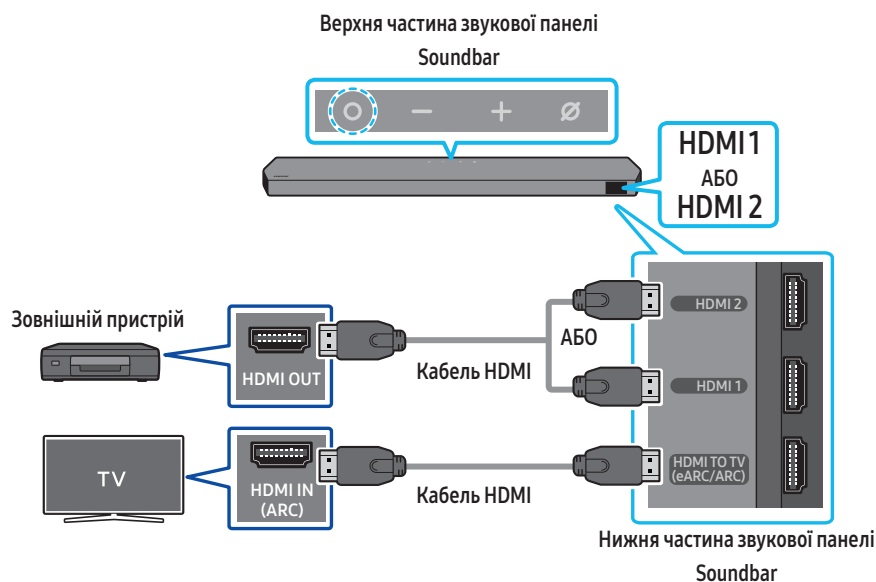 Верхня частина звукової панелі
Soundbar
HDMI 1
АБО
HDMI 2
Зовнішній пристрій
HDMI OUT
Кабель HDMI
АБО
HDMI 2
HDMI 1
TV
HDMI IN
(ARC)
Кабель HDMI
HDMI TO TV
(eARC/ARC)
Нижня частина звукової панелі
Soundbar